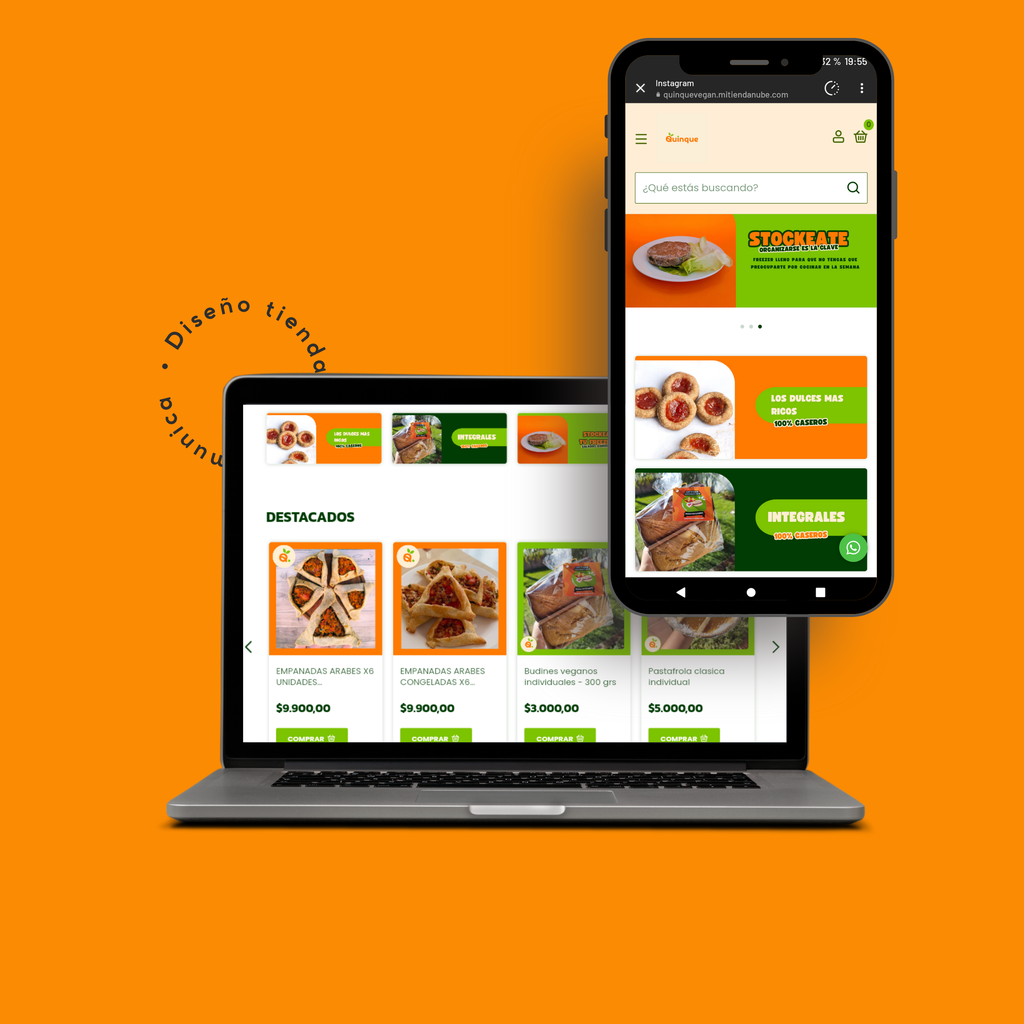 32 % 19:55
Instagram
quinquevegan.mitiendanube.com
0
Quinque
¿Qué estás buscando?
STOCKEATE
ORGANIZARSE ES LA CLAVE
FREEZER LLENO PARA QUE NO TENGAS QUE
PREOCUPARTE POR COCINAR EN LA SEMANA
LOS DULCES MAS
RICOS
100% CASEROS
INTEGRALES
100% CASEROS
• Diseño tienda
munica
LOS DULCES MAS
RICOS
100% CASEROS
INTEGRALES
100% CASEROS
DESTACADOS
EMPANADAS ARABES X6
UNIDADES...
$9.900,00
COMPRAR
EMPANADAS ARABES
CONGELADAS X6...
$9.900,00
COMPRAR
Budines veganos
individuales - 300 grs
$3.000,00
COMPRAR
Pastafrola clasica
individual
$5.000,00
COMPRAR